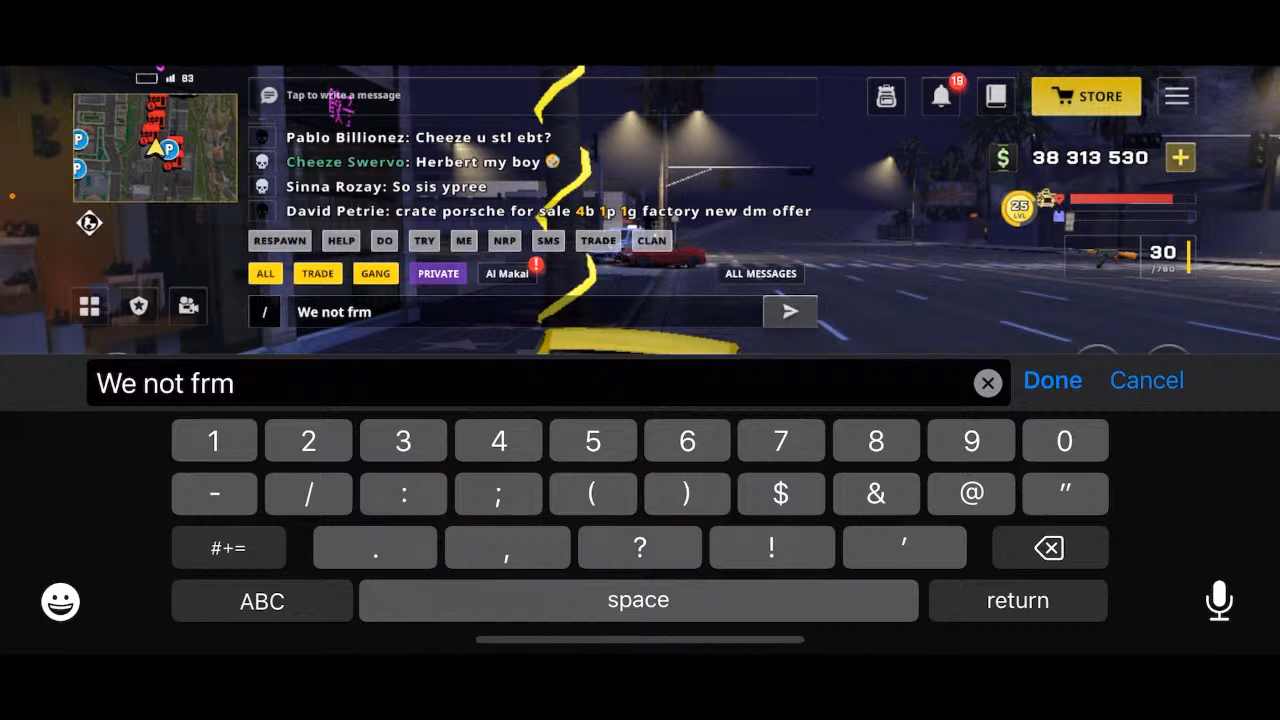 83
Tap to write a message
18
STORE
Pablo Billionez: Cheeze u stl ebt?
Cheeze Swervo: Herbert my boy 🤣
Sinna Rozay: So sis ypree
David Petrie: crate porsche for sale 4b 1p 1g factory new dm offer
$ 38 313 530 +
25
LVL
P
P
P
RESPAWN HELP DO TRY ME NRP SMS TRADE CLAN
30
/780
ALL TRADE GANG PRIVATE Al Makai ! ALL MESSAGES
/ We not frm
We not frm Done Cancel
1 2 3 4 5 6 7 8 9 0
- / : ; ( ) $ & @ "
#+= . , ? ! '
ABC space return